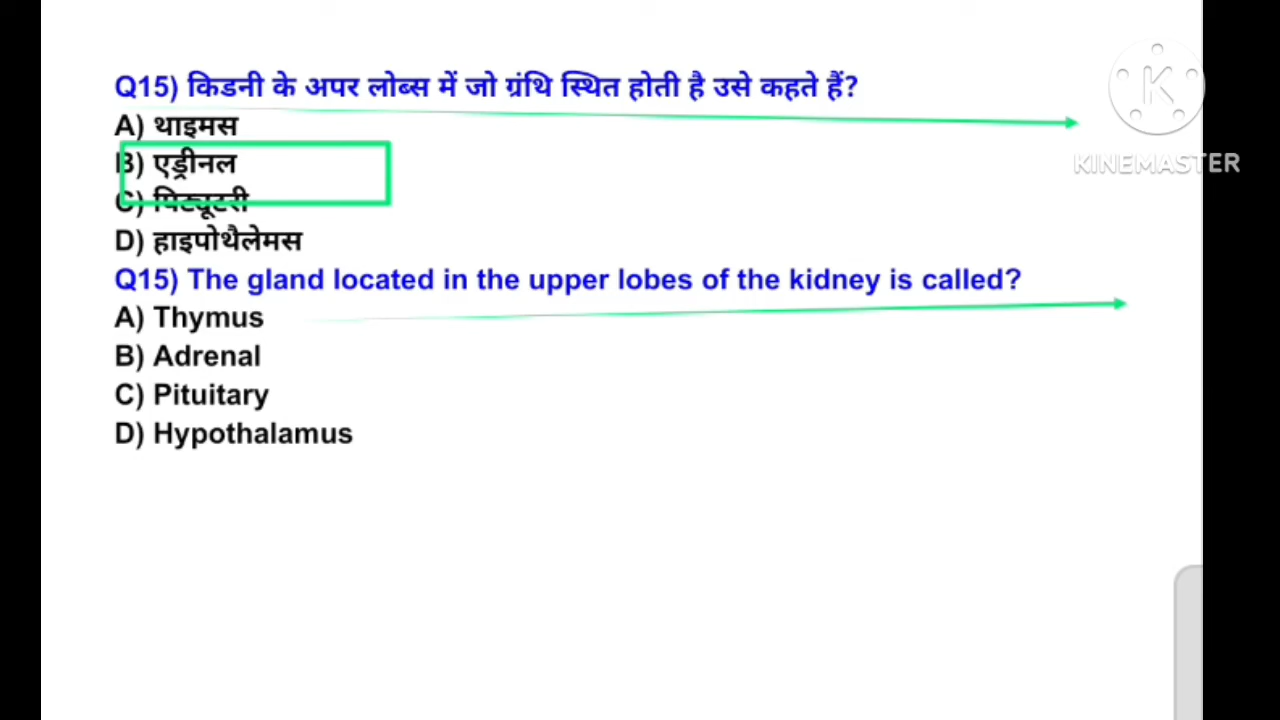 Q15) किडनी के अपर लोब्स में जो ग्रंथि स्थित होती है उसे कहते हैं?
A) थाइमस
B) एड्रीनल
C) पिट्यूटरी
D) हाइपोथैलेमस
Q15) The gland located in the upper lobes of the kidney is called?
A) Thymus
B) Adrenal
C) Pituitary
D) Hypothalamus
K
KINEMASTER